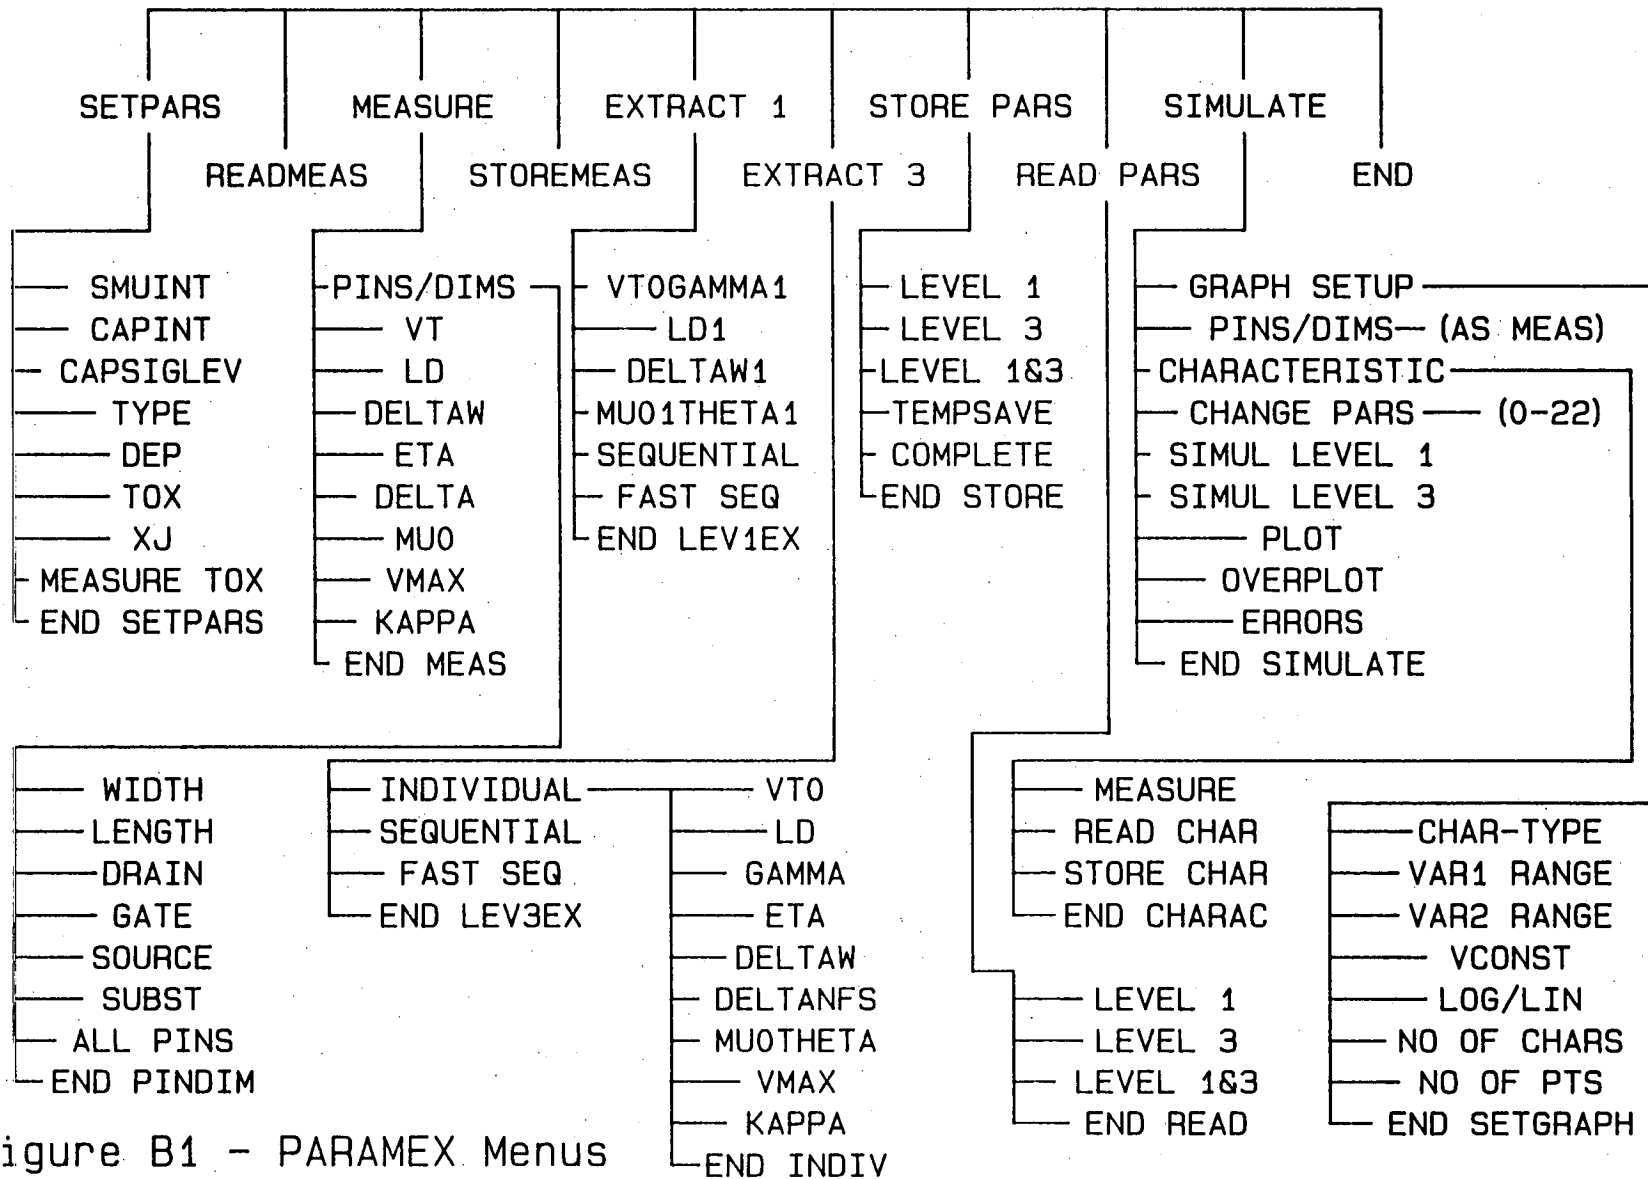 SETPARS
MEASURE
EXTRACT 1
STORE PARS
SIMULATE
READMEAS
STOREMEAS
EXTRACT 3
READ PARS
END
SMUINT
CAPINT
CAPSIGLEV
TYPE
DEP
TOX
XJ
MEASURE TOX
END SETPARS
PINS/DIMS
VT
LD
DELTAW
ETA
DELTA
MUO
VMAX
KAPPA
END MEAS
VTOGAMMA1
LD1
DELTAW1
MUO1THETA1
SEQUENTIAL
FAST SEQ
END LEV1EX
LEVEL 1
LEVEL 3
LEVEL 1&3
TEMPSAVE
COMPLETE
END STORE
GRAPH SETUP
PINS/DIMS (AS MEAS)
CHARACTERISTIC
CHANGE PARS (0-22)
SIMUL LEVEL 1
SIMUL LEVEL 3
PLOT
OVERPLOT
ERRORS
END SIMULATE
WIDTH
LENGTH
DRAIN
GATE
SOURCE
SUBST
ALL PINS
END PINDIM
INDIVIDUAL
SEQUENTIAL
FAST SEQ
END LEV3EX
VTO
LD
GAMMA
ETA
DELTAW
DELTANFS
MUOTHETA
VMAX
KAPPA
END INDIV
MEASURE
READ CHAR
STORE CHAR
END CHARAC
LEVEL 1
LEVEL 3
LEVEL 1&3
END READ
CHAR-TYPE
VAR1 RANGE
VAR2 RANGE
VCONST
LOG/LIN
NO OF CHARS
NO OF PTS
END SETGRAPH
igure B1 - PARAMEX Menus